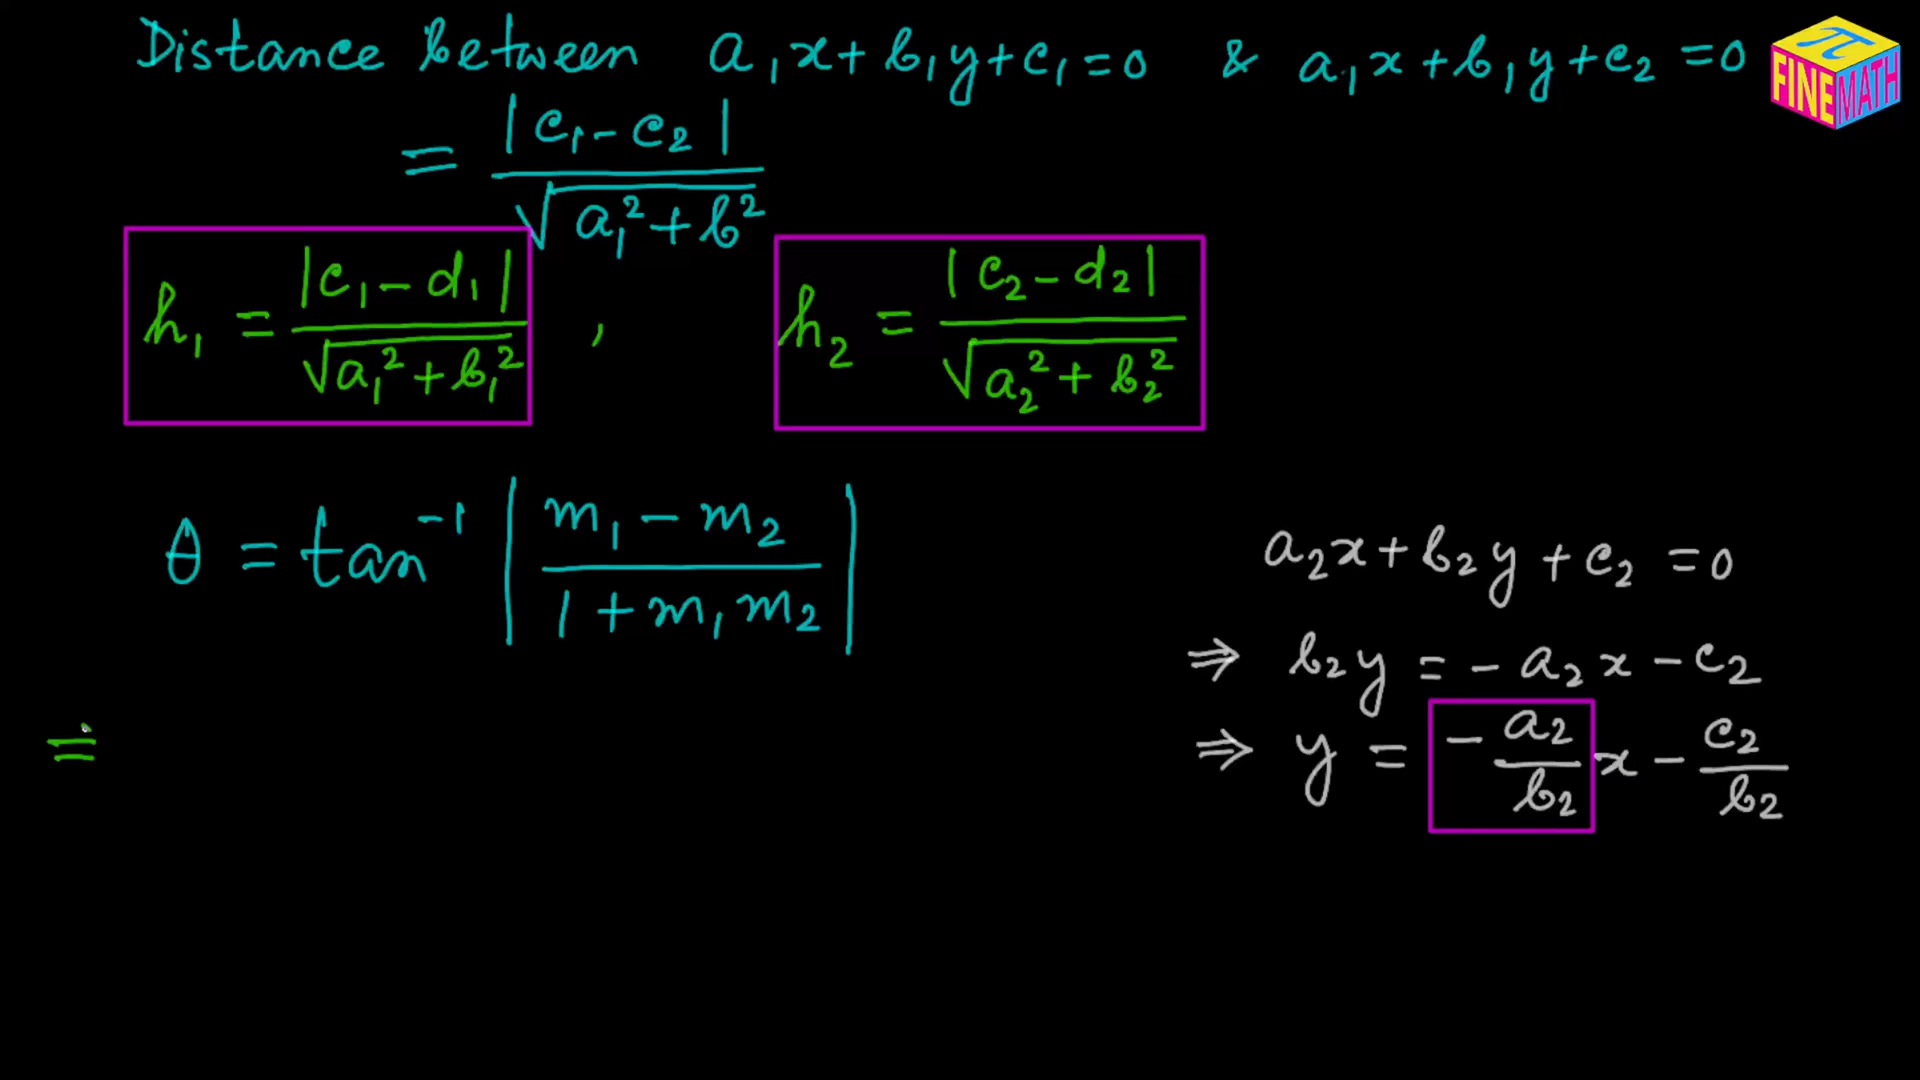 Distance between a₁x+b₁y+c₁=0 & a₁x+b₁y+c₂=0
π FINE MATH
= |c₁-c₂| / √(a₁²+b²)
h₁ = |c₁-d₁| / √(a₁²+b₁²) , h₂ = |c₂-d₂| / √(a₂²+b₂²)
θ = tan⁻¹ | (m₁-m₂) / (1+m₁m₂) |
a₂x+b₂y+c₂=0
⇒ b₂y = -a₂x-c₂
⇒ y = -a₂/b₂ x - c₂/b₂
=